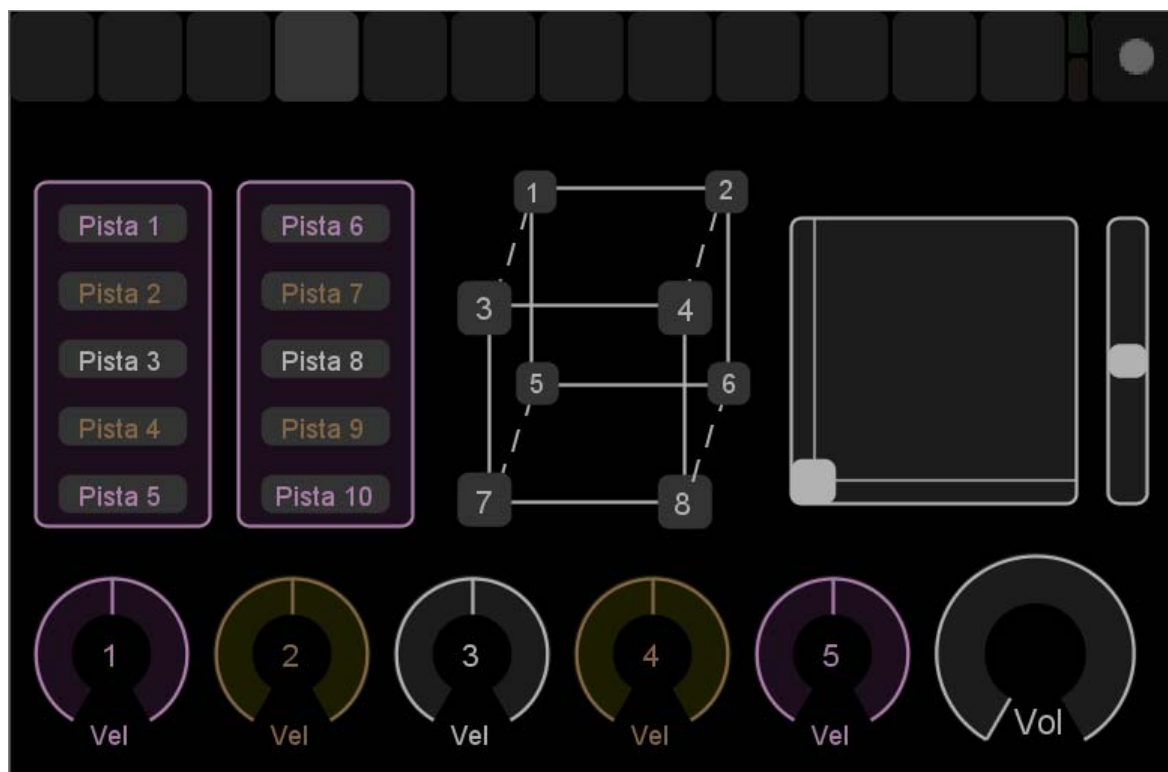 Pista 1
Pista 2
Pista 3
Pista 4
Pista 5
Pista 6
Pista 7
Pista 8
Pista 9
Pista 10
1 2
3 4
5 6
7 8
1 2 3 4 5
Vel Vel Vel Vel Vel Vol